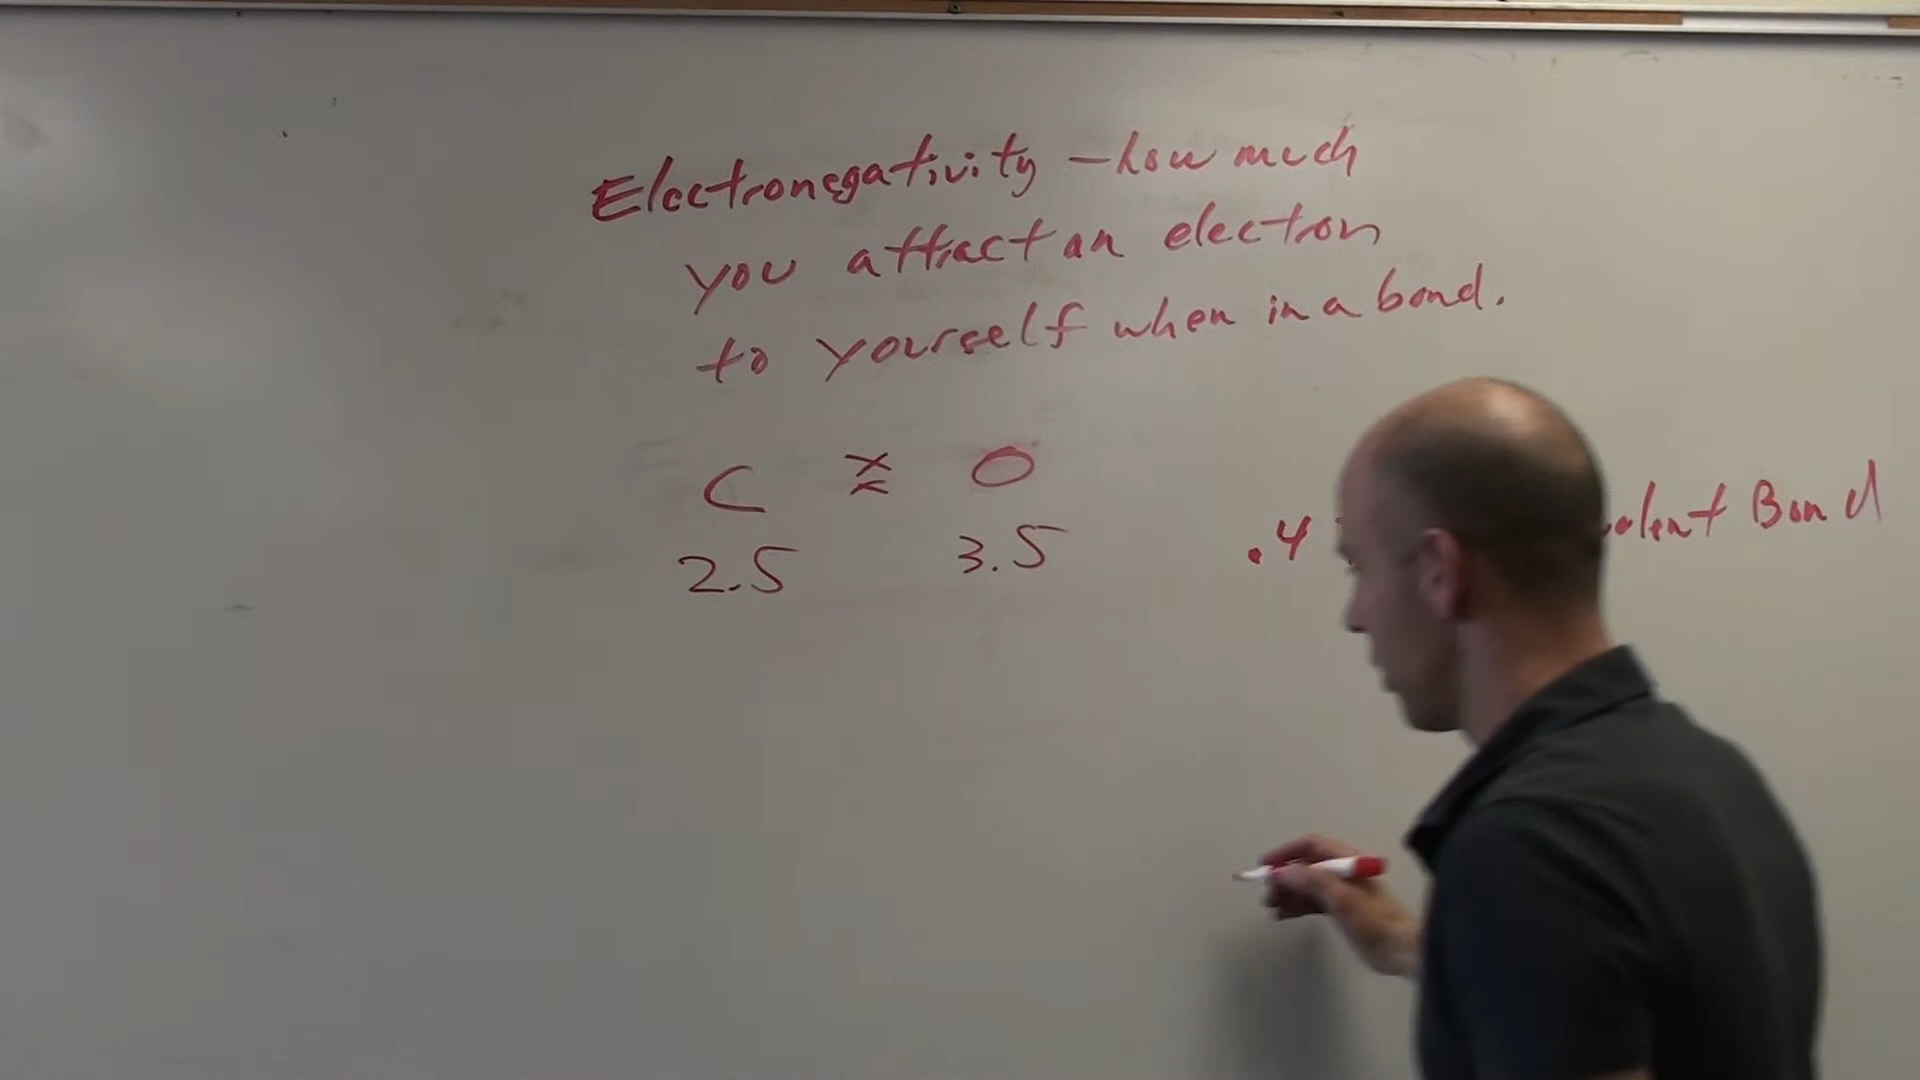 Electronegativity - how much
you attract an electron
to yourself when in a bond.
C O
2.5 3.5
.4
Bond